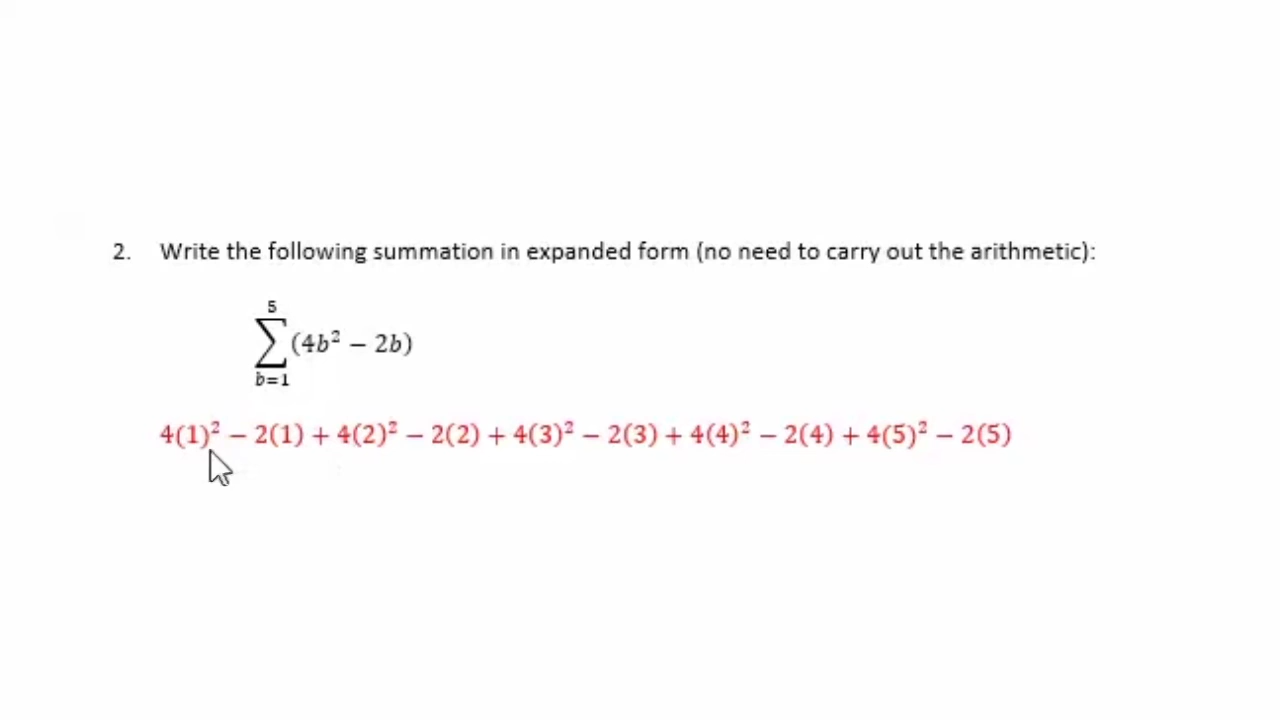 2. Write the following summation in expanded form (no need to carry out the arithmetic):
5
∑(4b² − 2b)
b=1
4(1)² − 2(1) + 4(2)² − 2(2) + 4(3)² − 2(3) + 4(4)² − 2(4) + 4(5)² − 2(5)